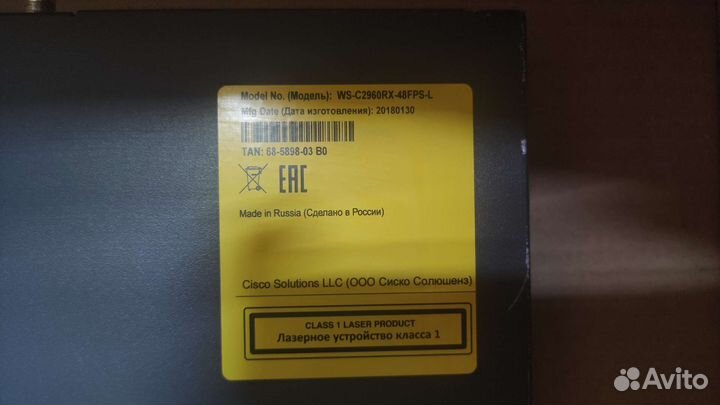 Model No. (Модель): WS-C2960RX-48FPS-L
Mfg Date (Дата изготовления): 20180130
TAN: 68-5898-03 B0
EAC
Made in Russia (Сделано в России)
Cisco Solutions LLC (ООО Сиско Солюшенз)
CLASS 1 LASER PRODUCT
Лазерное устройство класса 1
Avito